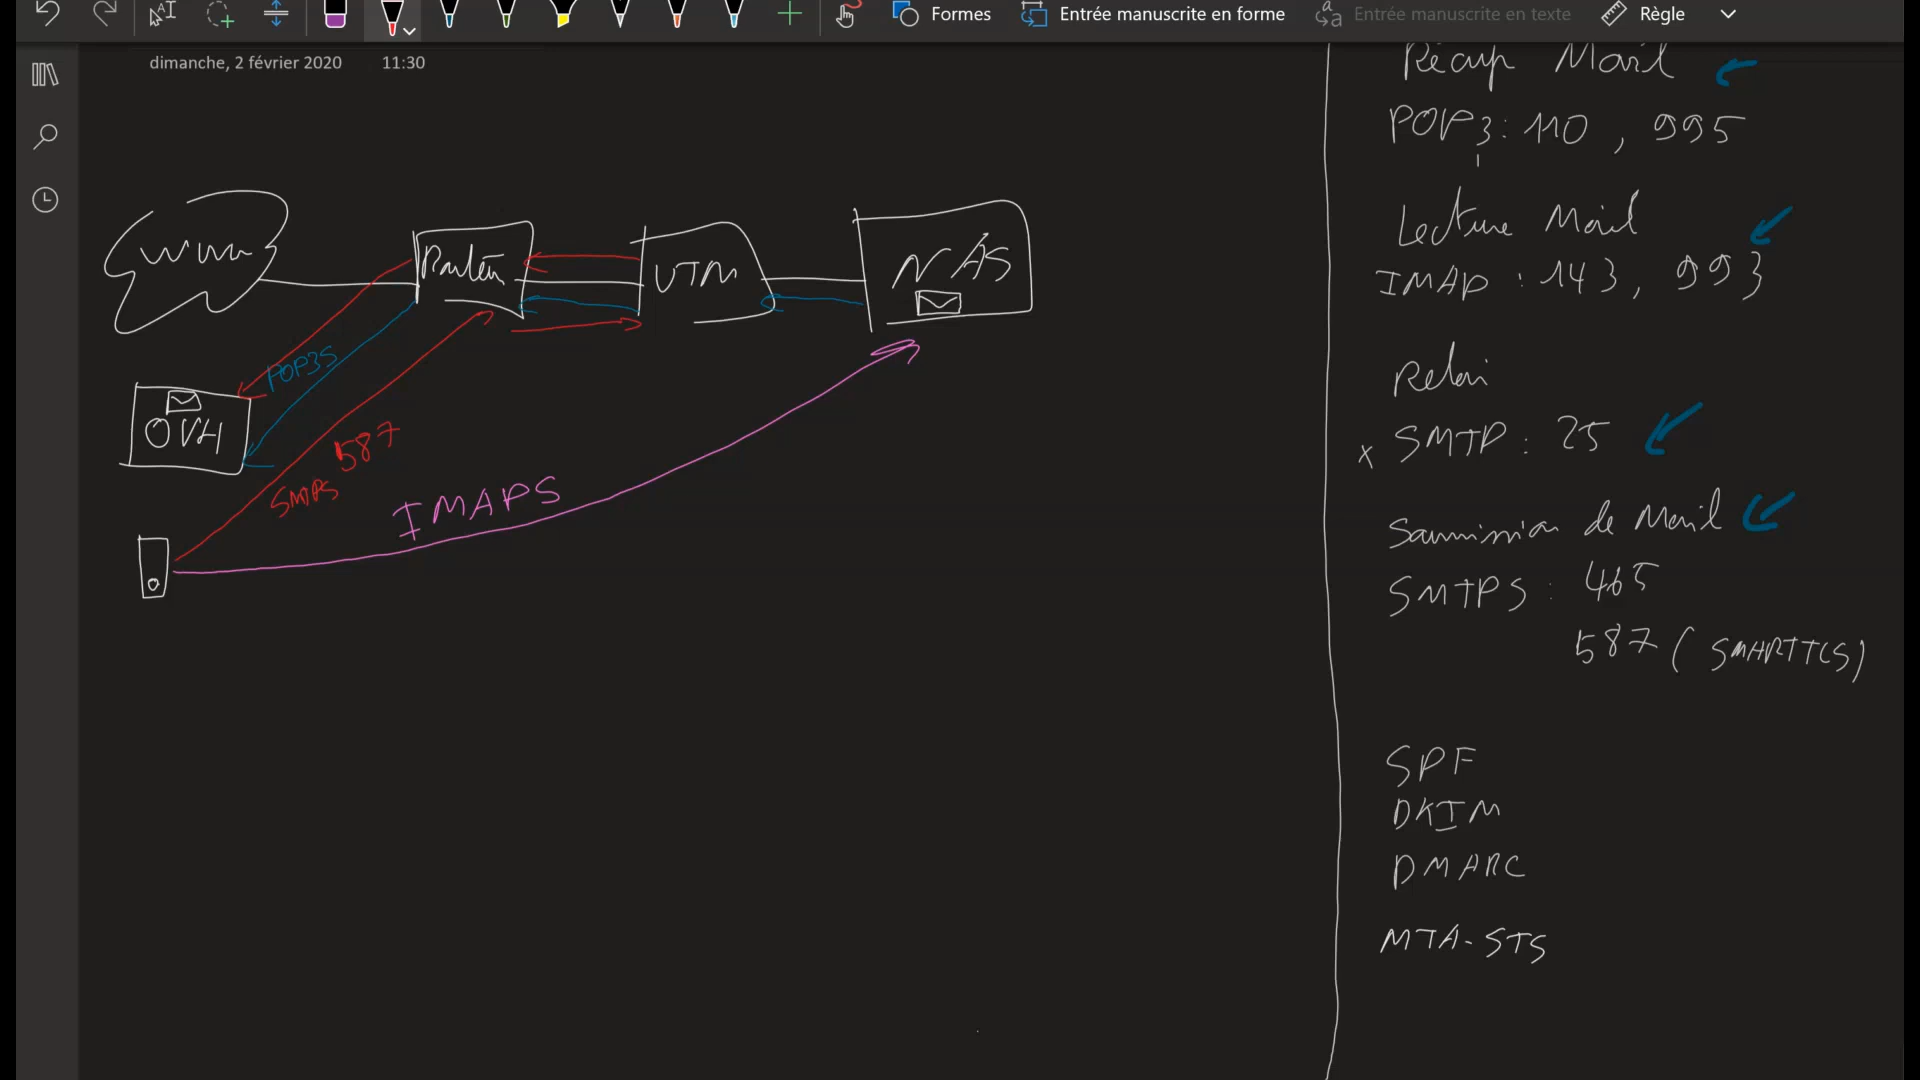 Formes
Entrée manuscrite en forme
Entrée manuscrite en texte
Règle
dimanche, 2 février 2020 11:30
www
Routeur
UTM
NAS
POP3S
OVH
587
SMTPS
IMAPS
Récup Mail
POP3: 110, 995
Lecture Mail
IMAP : 143, 993
Relai
x SMTP : 25
Soumission de Mail
SMTPS : 465
587 (SMARTTLS)
SPF
DKIM
DMARC
MTA-STS